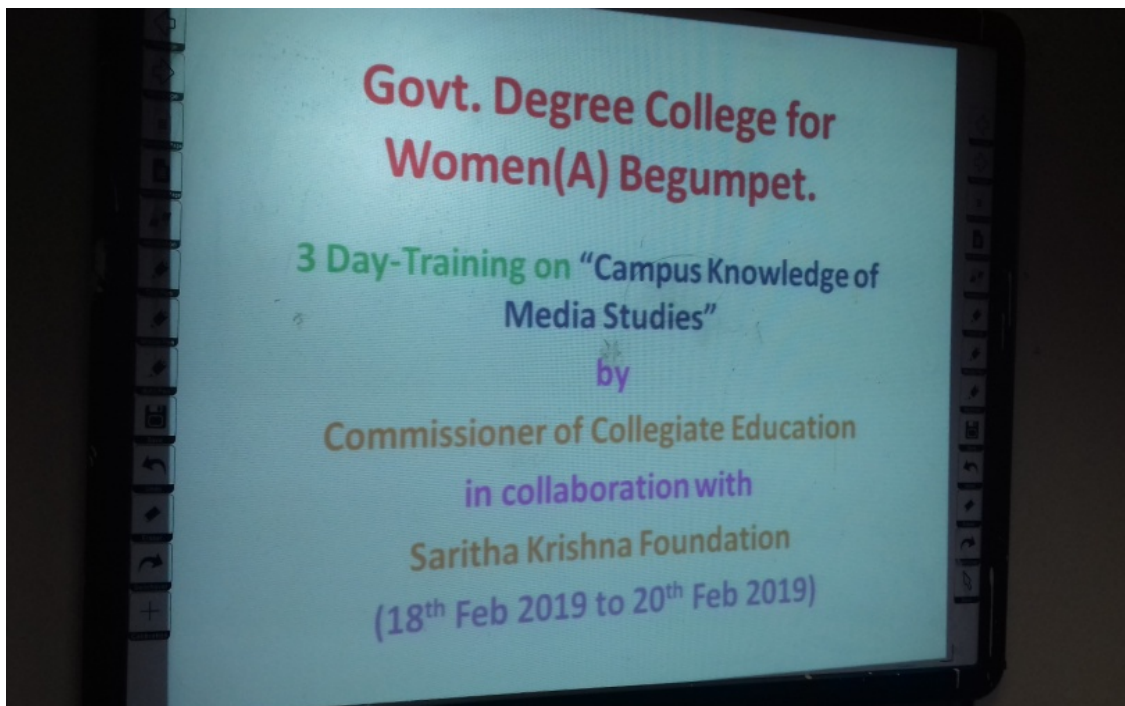 Govt. Degree College for
Women(A) Begumpet.
3 Day-Training on “Campus Knowledge of
Media Studies”
by
Commissioner of Collegiate Education
in collaboration with
Saritha Krishna Foundation
(18th Feb 2019 to 20th Feb 2019)